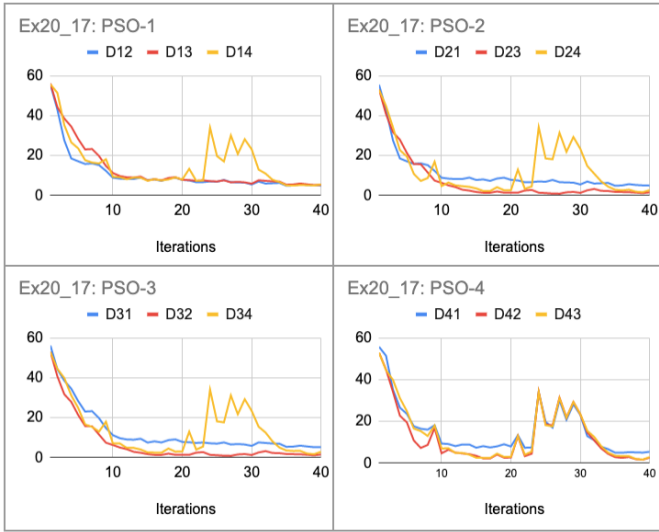 Ex20_17: PSO-1
D12 D13 D14
60
40
20
0
10 20 30 40
Iterations
Ex20_17: PSO-2
D21 D23 D24
60
40
20
0
10 20 30 40
Iterations
Ex20_17: PSO-3
D31 D32 D34
60
40
20
0
10 20 30 40
Iterations
Ex20_17: PSO-4
D41 D42 D43
60
40
20
0
10 20 30 40
Iterations